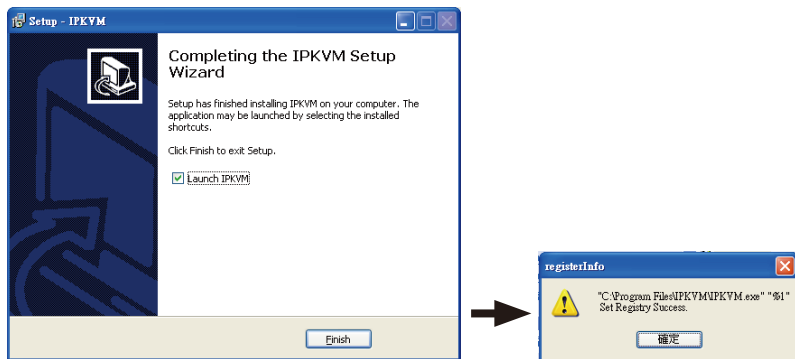 Setup - IPKVM
Completing the IPKVM Setup
Wizard
Setup has finished installing IPKVM on your computer. The
application may be launched by selecting the installed
shortcuts.
Click Finish to exit Setup.
Launch IPKVM
Finish
registerInfo
"C:\Program Files\IPKVM\IPKVM.exe" "%1"
Set Registry Success.
確定